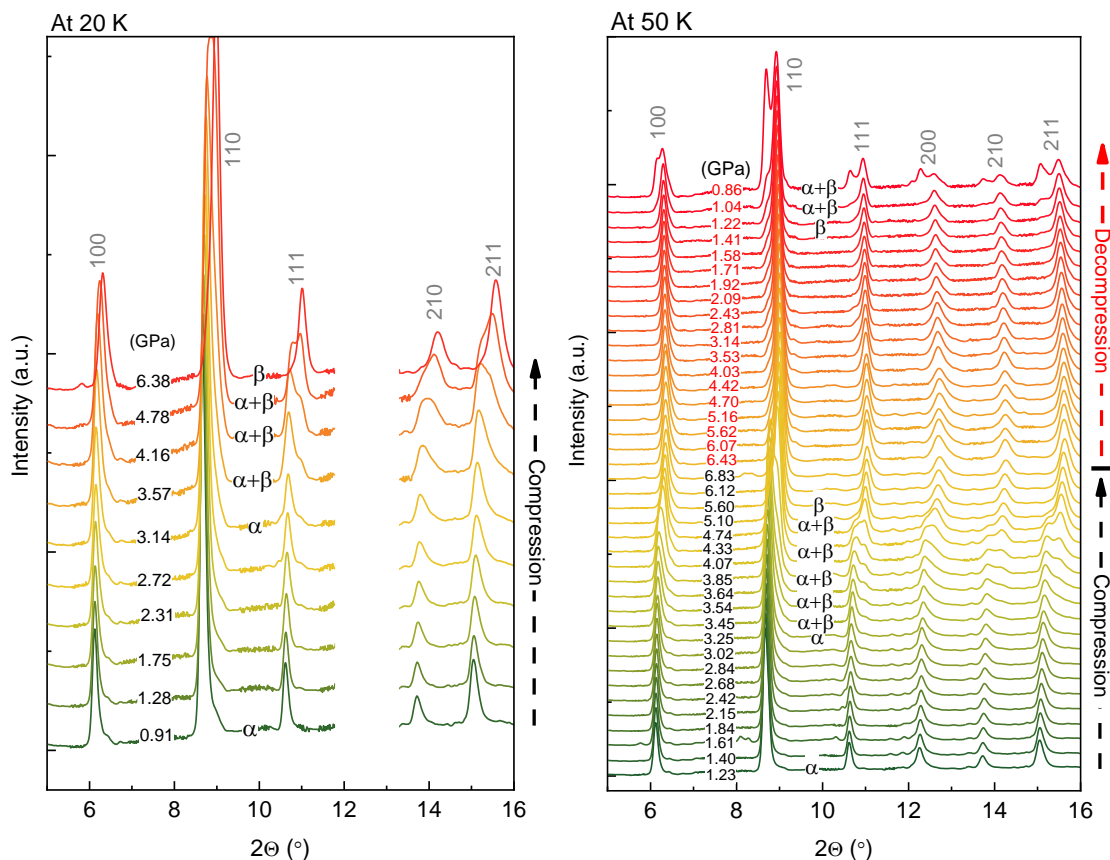 At 20 K
Intensity (a.u.)
100
110
111
210
211
(GPa)
6.38
β
4.78
α+β
4.16
α+β
3.57
α+β
3.14
α
2.72
2.31
1.75
1.28
0.91
α
Compression
6
8
10
12
14
16
2Θ (°)
At 50 K
Intensity (a.u.)
100
110
111
200
210
211
(GPa)
0.86
α+β
1.04
α+β
1.22
β
1.41
1.58
1.71
1.92
2.09
2.43
2.81
3.14
3.53
4.03
4.42
4.70
5.16
5.62
6.07
6.43
6.83
6.12
5.60
β
5.10
α+β
4.74
4.33
α+β
4.07
3.85
α+β
3.64
3.54
α+β
3.45
α+β
3.25
α
3.02
2.84
2.68
2.42
2.15
1.84
1.61
1.40
1.23
α
Decompression
Compression
6
8
10
12
14
16
2Θ (°)